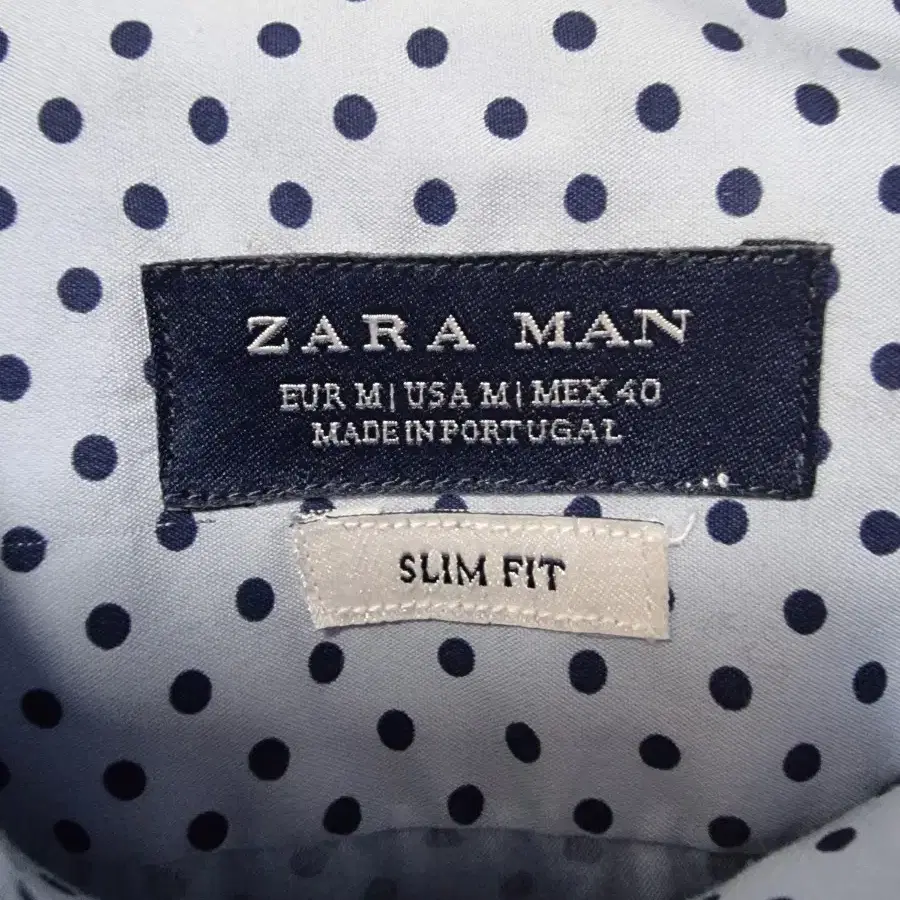 ZARA MAN
EUR M | USA M | MEX 40
MADE IN PORTUGAL
SLIM FIT